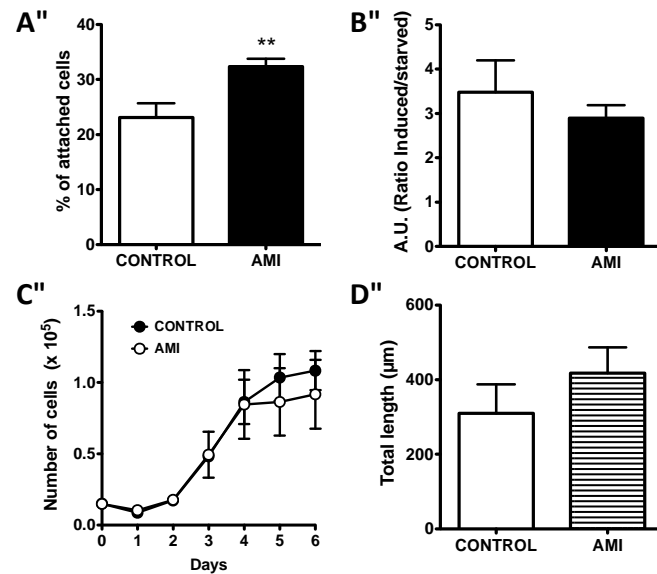 A"
% of attached cells
40
30
20
10
0
**
CONTROL AMI
B"
A.U. (Ratio Induced/starved)
5
4
3
2
1
0
CONTROL AMI
C"
Number of cells (x 10⁵)
1.5
1.0
0.5
0.0
CONTROL
AMI
0 1 2 3 4 5 6
Days
D"
Total length (µm)
600
400
200
0
CONTROL AMI